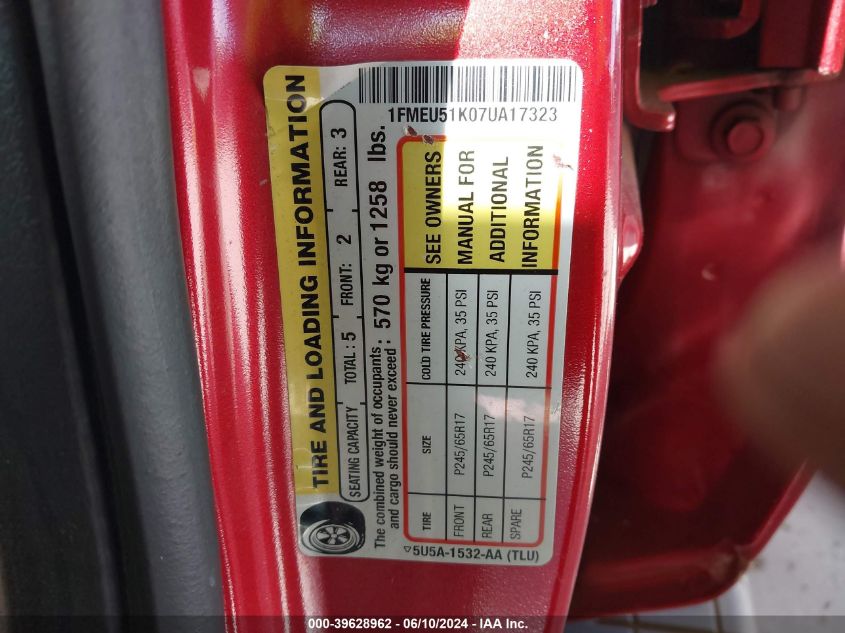 TIRE AND LOADING INFORMATION
SEATING CAPACITY TOTAL : 5 FRONT: 2 REAR: 3
The combined weight of occupants
and cargo should never exceed : 570 kg or 1258 lbs.
1FMEU51K07UA17323
TIRE SIZE COLD TIRE PRESSURE SEE OWNERS
FRONT P245/65R17 240 KPA, 35 PSI MANUAL FOR
REAR P245/65R17 240 KPA, 35 PSI ADDITIONAL
SPARE P245/65R17 240 KPA, 35 PSI INFORMATION
5U5A-1532-AA (TLU)
000-39628962 - 06/10/2024 - IAA Inc.